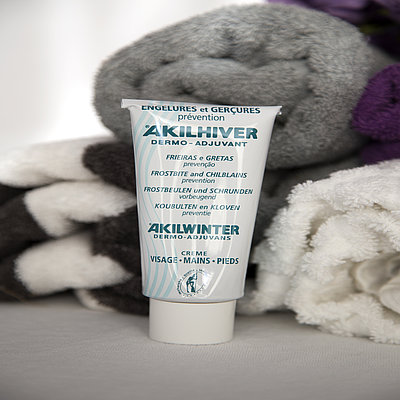 ENGELURES et GERÇURES
prévention
AKILHIVER
DERMO-ADJUVANT
FRIEIRAS e GRETAS
prevenção
FROSTBITE and CHILBLAINS
prevention
FROSTBEULEN und SCHRUNDEN
vorbeugend
KOUBULTEN en KLOVEN
preventie
AKILWINTER
DERMO-ADJUVANS
CREME
VISAGE • MAINS • PIEDS